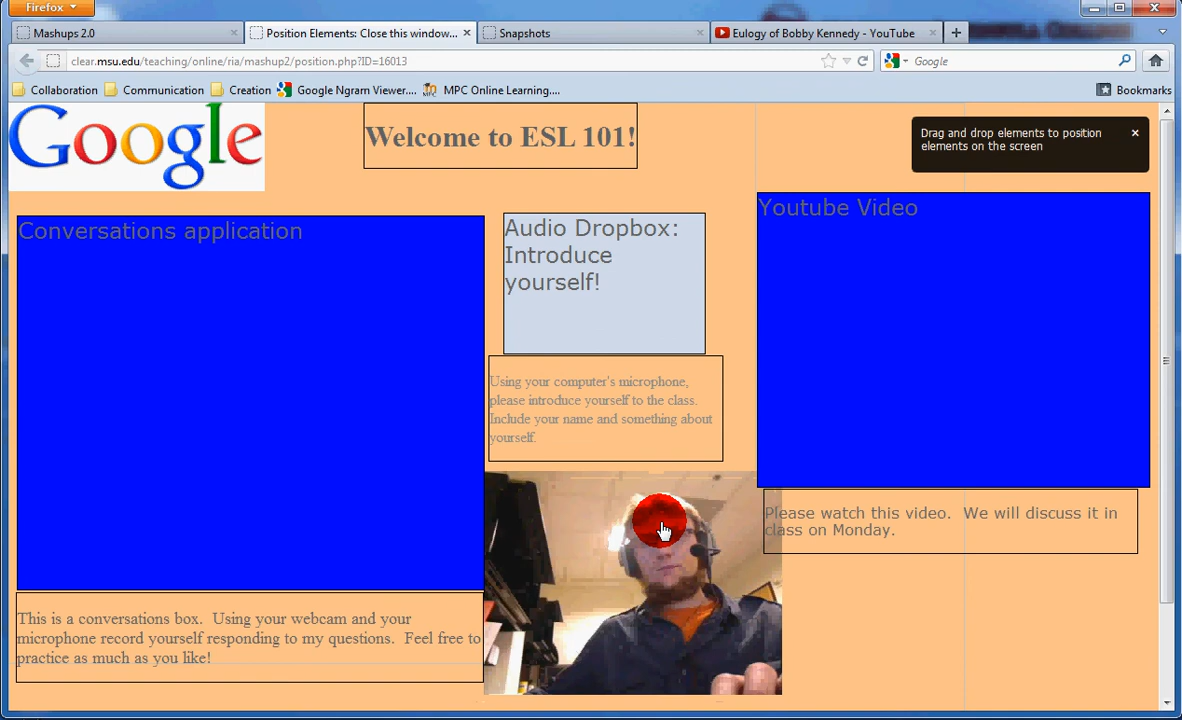 Firefox
Mashups 2.0
Position Elements: Close this window...
Snapshots
Eulogy of Bobby Kennedy - YouTube
clear.msu.edu/teaching/online/ria/mashup2/position.php?ID=16013
Google
Collaboration
Communication
Creation
Google Ngram Viewer....
MPC
MPC Online Learning....
Bookmarks
Google
Welcome to ESL 101!
Drag and drop elements to position
elements on the screen
Conversations application
Audio Dropbox:
Introduce
yourself!
Youtube Video
Using your computer's microphone,
please introduce yourself to the class.
Include your name and something about
yourself.
Please watch this video.  We will discuss it in
class on Monday.
This is a conversations box.  Using your webcam and your
microphone record yourself responding to my questions.  Feel free to
practice as much as you like!